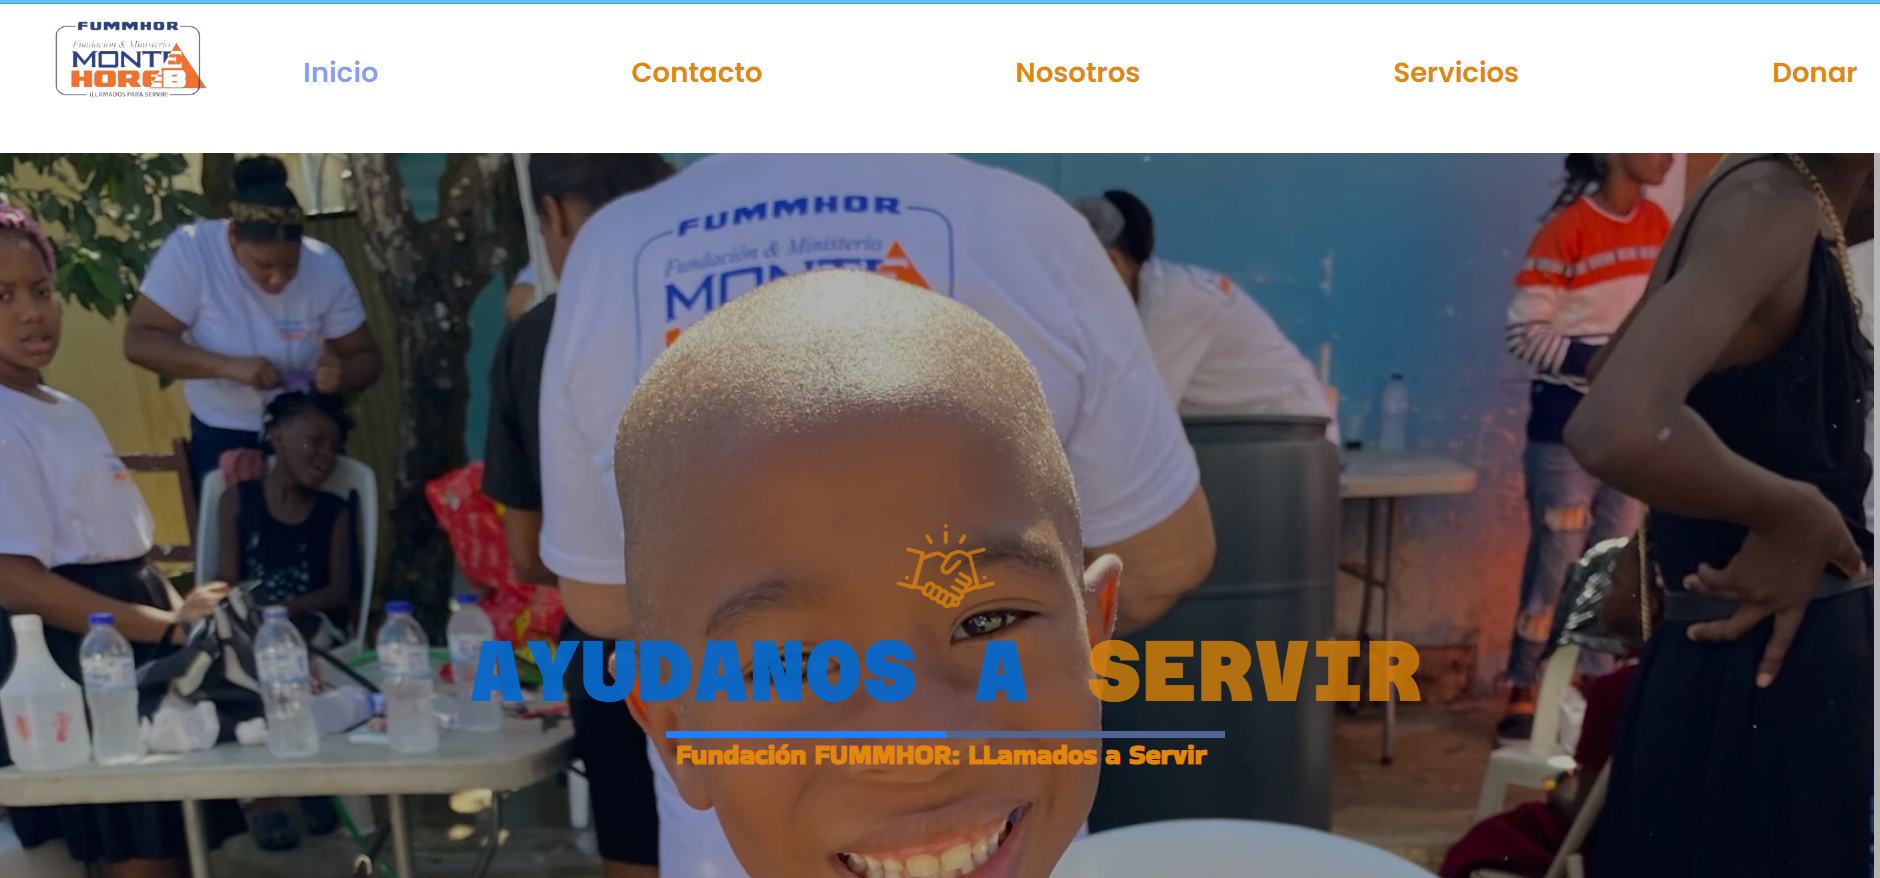 FUMMHOR
Fundación & Ministerio
MONTE
HOREB
¡LLAMADOS PARA SERVIR!
Inicio
Contacto
Nosotros
Servicios
Donar
FUMMHOR
Fundación & Ministerio
MONTE
AYUDANOS A SERVIR
Fundación FUMMHOR: LLamados a Servir